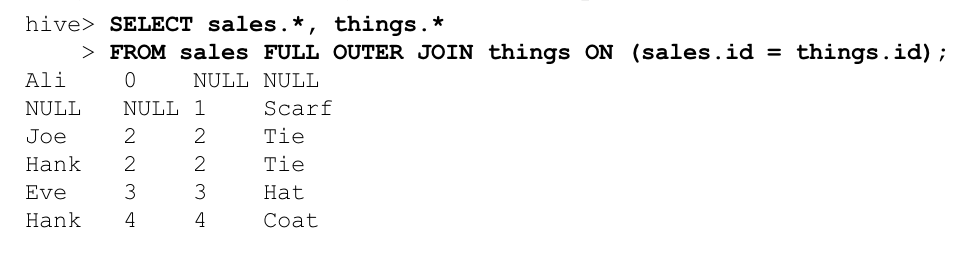 hive> SELECT sales.*, things.*
    > FROM sales FULL OUTER JOIN things ON (sales.id = things.id);
Ali     0    NULL NULL
NULL    NULL 1    Scarf
Joe     2    2    Tie
Hank    2    2    Tie
Eve     3    3    Hat
Hank    4    4    Coat